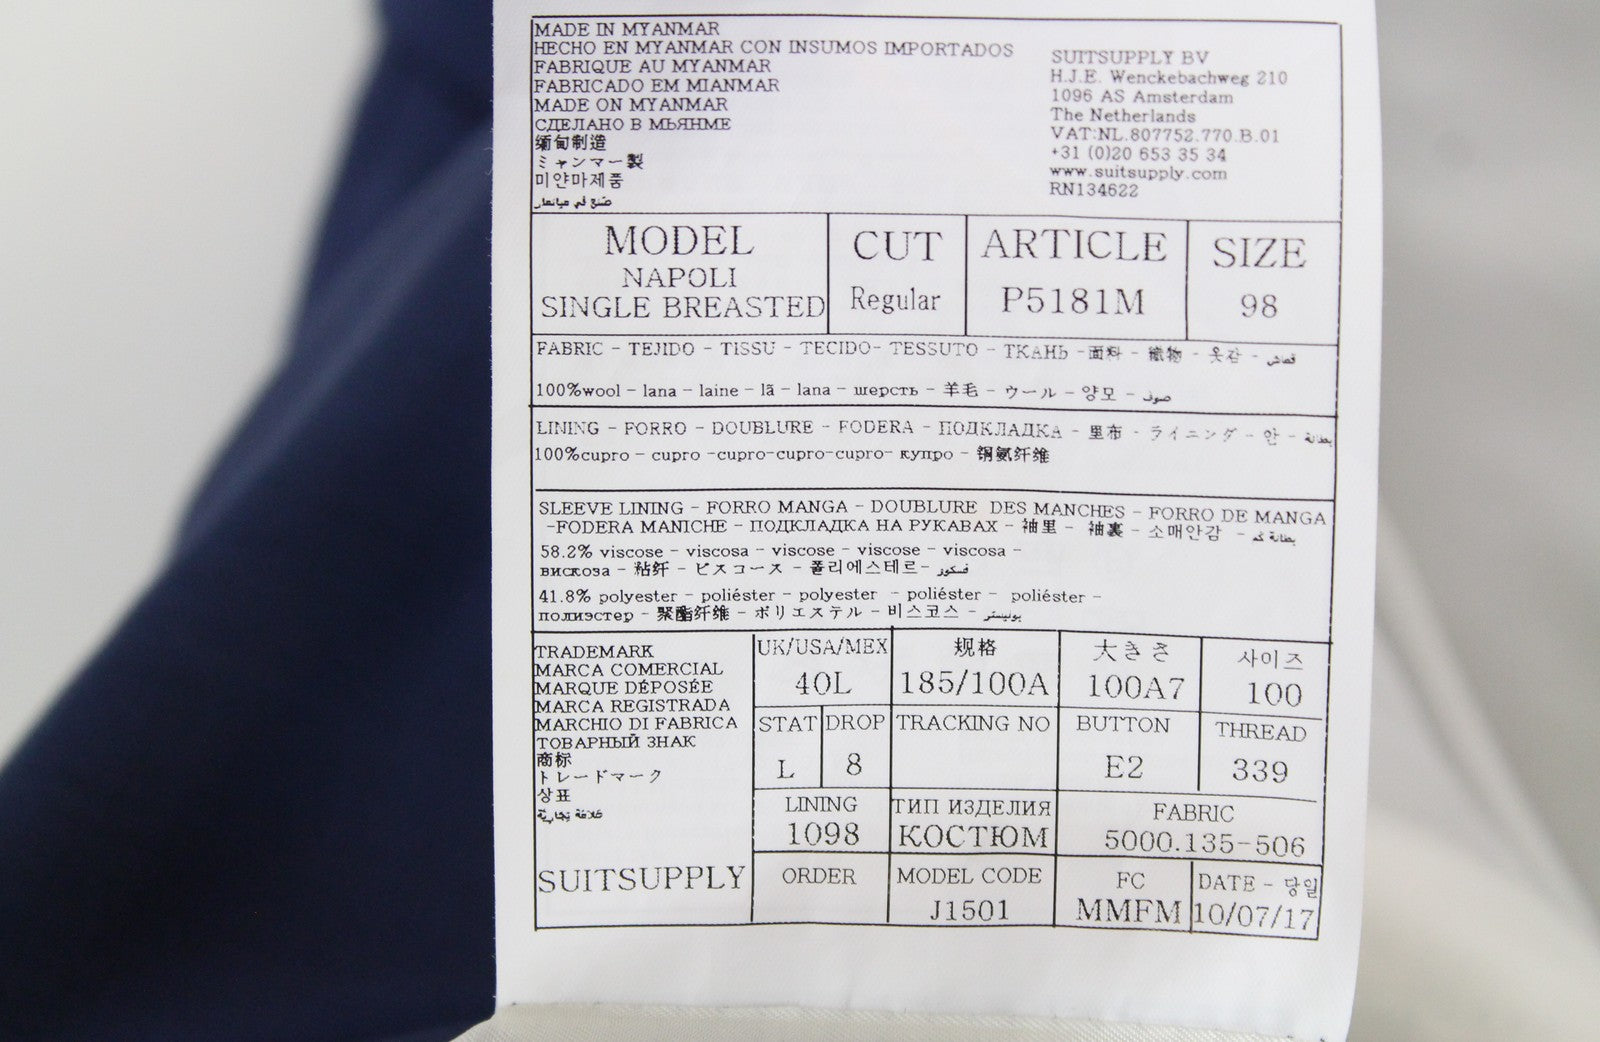 MADE IN MYANMAR
HECHO EN MYANMAR CON INSUMOS IMPORTADOS
FABRIQUE AU MYANMAR
FABRICADO EM MIANMAR
MADE ON MYANMAR
СДЕЛАНО В МЬЯНМЕ
缅甸制造
ミャンマー製
미얀마제품
صنع في ميانمار
SUITSUPPLY BV
H.J.E. Wenckebachweg 210
1096 AS Amsterdam
The Netherlands
VAT:NL.807752.770.B.01
+31 (0)20 653 35 34
www.suitsupply.com
RN134622
MODEL
NAPOLI
SINGLE BREASTED
CUT
Regular
ARTICLE
P5181M
SIZE
98
FABRIC - TEJIDO - TISSU - TECIDO- TESSUTO - ТКАНЬ -面料 - 織物 - 옷감 - قماش
100%wool - lana - laine - lã - lana - шерсть - 羊毛 - ウール - 양모 - صوف
LINING - FORRO - DOUBLURE - FODERA - ПОДКЛАДКА - 里布 - ライニング - 안 - بطانة
100%cupro - cupro -cupro-cupro-cupro- купро - 铜氨纤维
SLEEVE LINING - FORRO MANGA - DOUBLURE DES MANCHES - FORRO DE MANGA
-FODERA MANICHE - ПОДКЛАДКА НА РУКАВАХ - 袖里 - 袖裏 - 소매안감 - بطانة كم
58.2% viscose - viscosa - viscose - viscose - viscosa -
вискоза - 粘纤 - ビスコース - 폴리에스테르- فسكوز
41.8% polyester - poliéster - polyester - poliéster - poliéster -
полиэстер - 聚酯纤维 - ポリエステル - 비스코스 - بوليستر
TRADEMARK
MARCA COMERCIAL
MARQUE DÉPOSÉE
MARCA REGISTRADA
MARCHIO DI FABRICA
ТОВАРНЫЙ ЗНАК
商标
トレードマーク
상표
علامة تجارية
SUITSUPPLY
UK/USA/MEX
40L
规格
185/100A
大きさ
100A7
사이즈
100
STAT
L
DROP
8
TRACKING NO
BUTTON
E2
THREAD
339
LINING
1098
ТИП ИЗДЕЛИЯ
КОСТЮМ
FABRIC
5000.135-506
ORDER
MODEL CODE
J1501
FC
MMFM
DATE - 당일
10/07/17